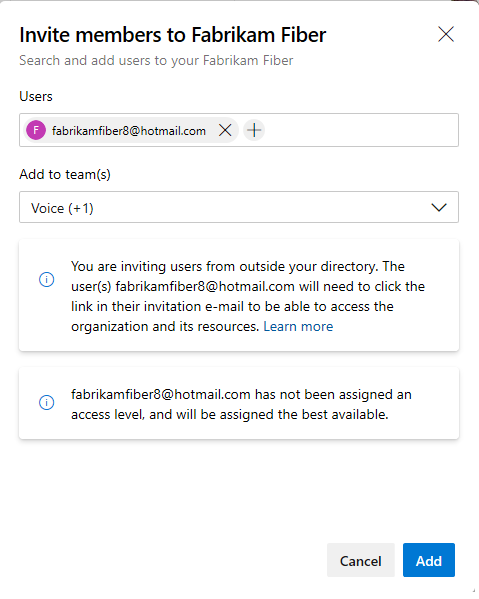 Invite members to Fabrikam Fiber
Search and add users to your Fabrikam Fiber
Users
F fabrikamfiber8@hotmail.com
Add to team(s)
Voice (+1)
You are inviting users from outside your directory. The
user(s) fabrikamfiber8@hotmail.com will need to click the
link in their invitation e-mail to be able to access the
organization and its resources. Learn more
fabrikamfiber8@hotmail.com has not been assigned an
access level, and will be assigned the best available.
Cancel Add